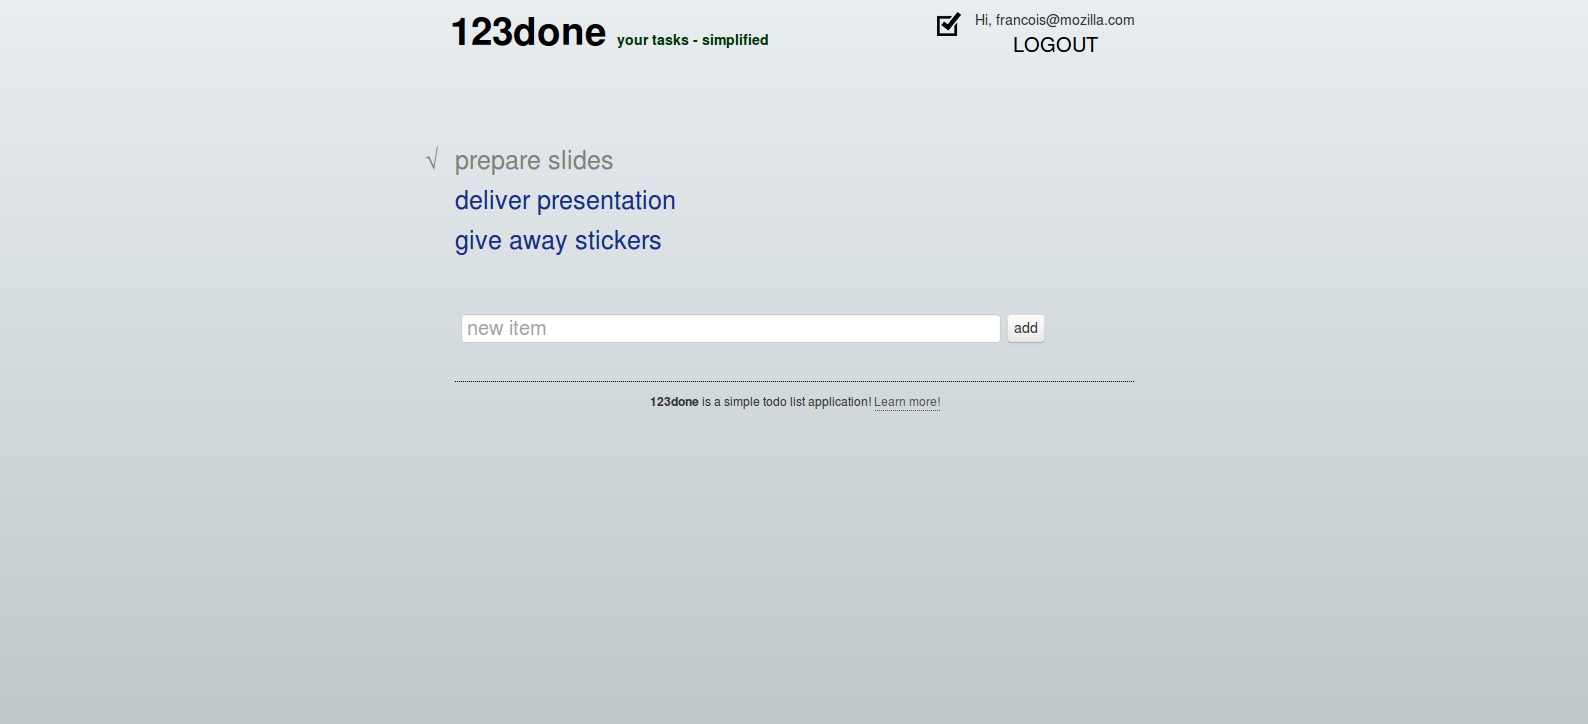 123done your tasks - simplified
Hi, francois@mozilla.com
LOGOUT
√ prepare slides
deliver presentation
give away stickers
new item add
123done is a simple todo list application! Learn more!